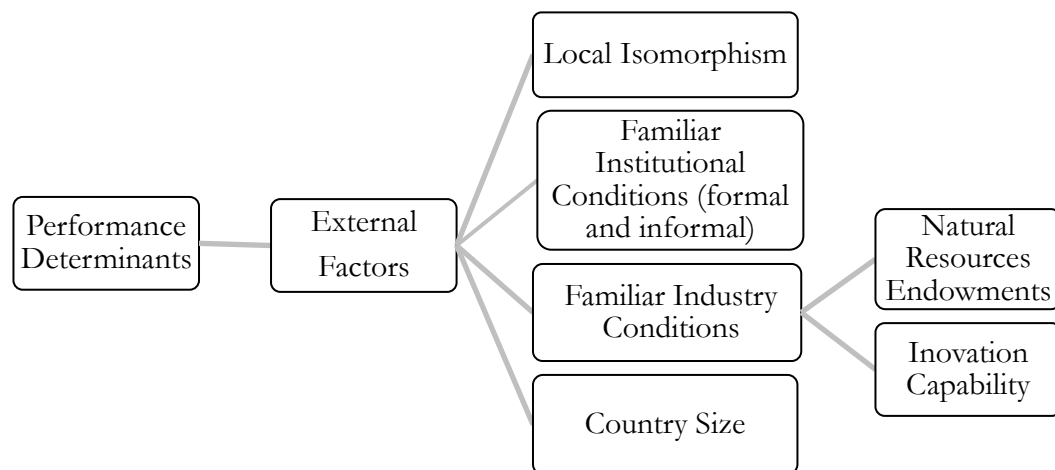 Performance
Determinants
External
Factors
Local Isomorphism
Familiar
Institutional
Conditions (formal
and informal)
Familiar Industry
Conditions
Country Size
Natural
Resources
Endowments
Inovation
Capability